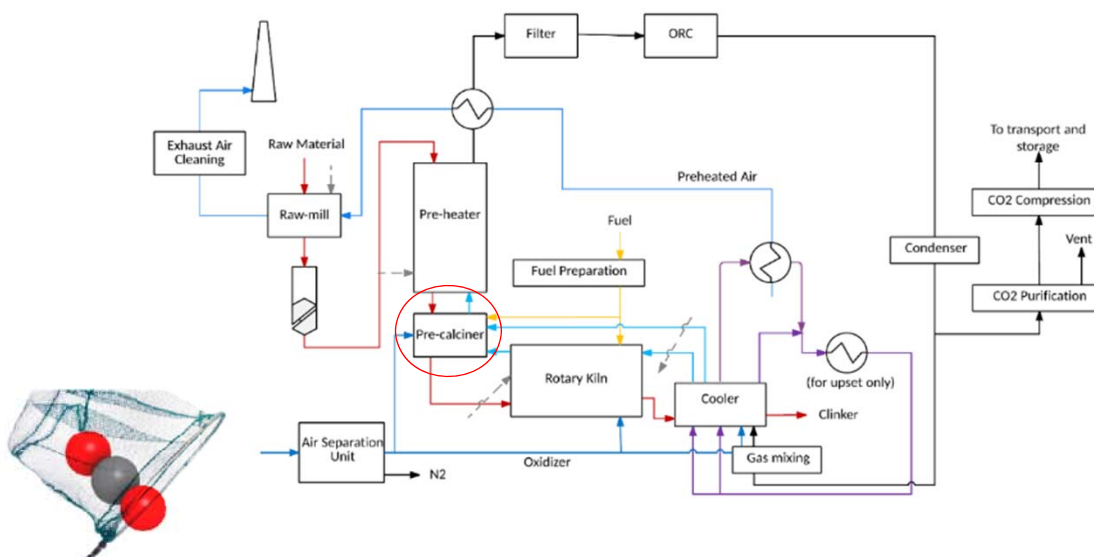 Filter
ORC
Exhaust Air
Cleaning
Raw Material
To transport and
storage
Preheated Air
CO2 Compression
Raw-mill
Pre-heater
Fuel
Vent
Condenser
Fuel Preparation
CO2 Purification
Pre-calciner
Rotary Kiln
(for upset only)
Cooler
Clinker
Air Separation
Unit
Oxidizer
Gas mixing
N2